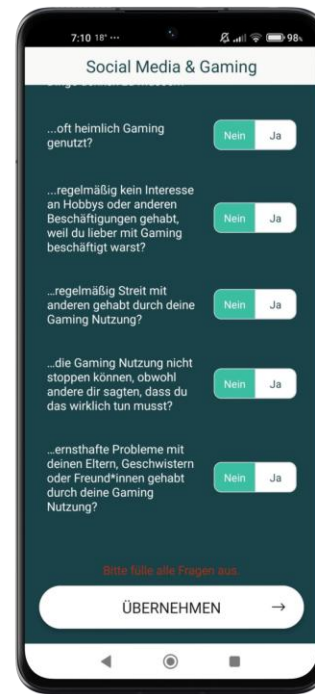 7:10 18° •••
98%
Social Media & Gaming
...oft heimlich Gaming
genutzt?
Nein Ja
...regelmäßig kein Interesse
an Hobbys oder anderen
Beschäftigungen gehabt,
weil du lieber mit Gaming
beschäftigt warst?
Nein Ja
...regelmäßig Streit mit
anderen gehabt durch deine
Gaming Nutzung?
Nein Ja
...die Gaming Nutzung nicht
stoppen können, obwohl
andere dir sagten, dass du
das wirklich tun musst?
Nein Ja
...ernsthafte Probleme mit
deinen Eltern, Geschwistern
oder Freund*innen gehabt
durch deine Gaming
Nutzung?
Nein Ja
Bitte fülle alle Fragen aus.
ÜBERNEHMEN →